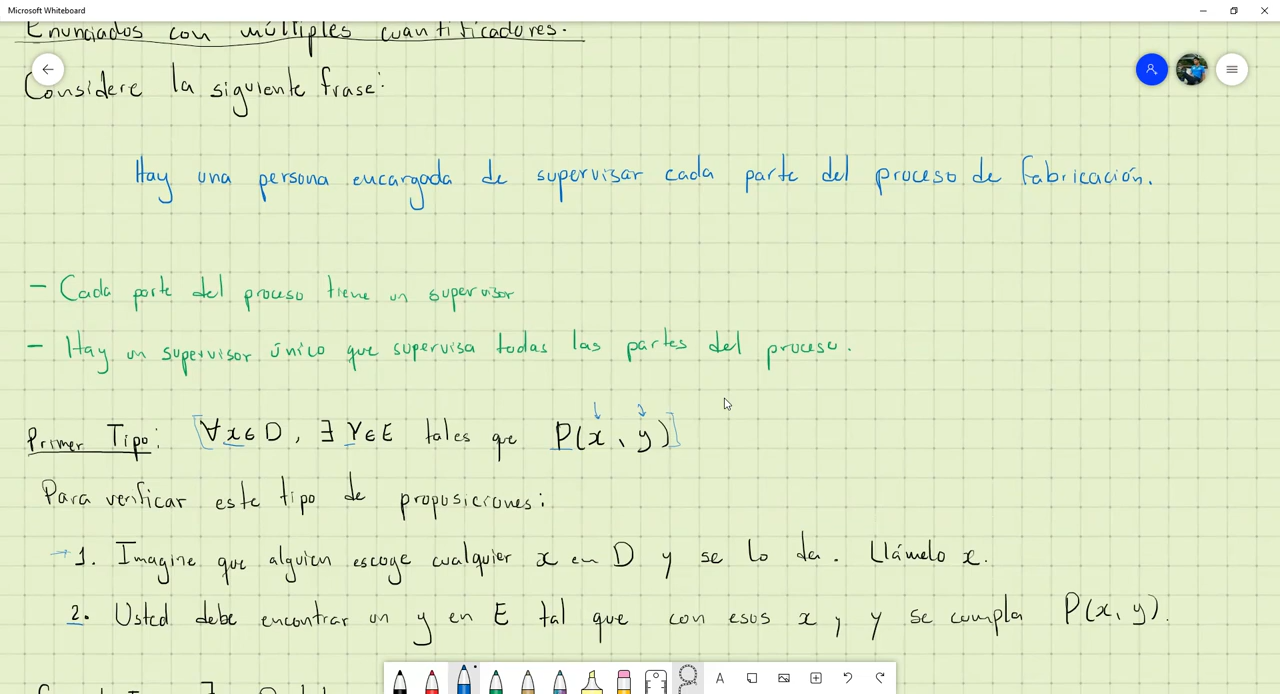 Microsoft Whiteboard
Enunciados con múltiples cuantificadores.
Considere la siguiente frase:
Hay una persona encargada de supervisar cada parte del proceso de fabricación.
- Cada parte del proceso tiene un supervisor
- Hay un supervisor único que supervisa todas las partes del proceso.
Primer Tipo: [∀x∈D, ∃ y∈E tales que P(x, y)]
Para verificar este tipo de proposiciones:
→ 1. Imagine que alguien escoge cualquier x en D y se lo da. Llámelo x.
2. Usted debe encontrar un y en E tal que con esos x, y se cumpla P(x, y).